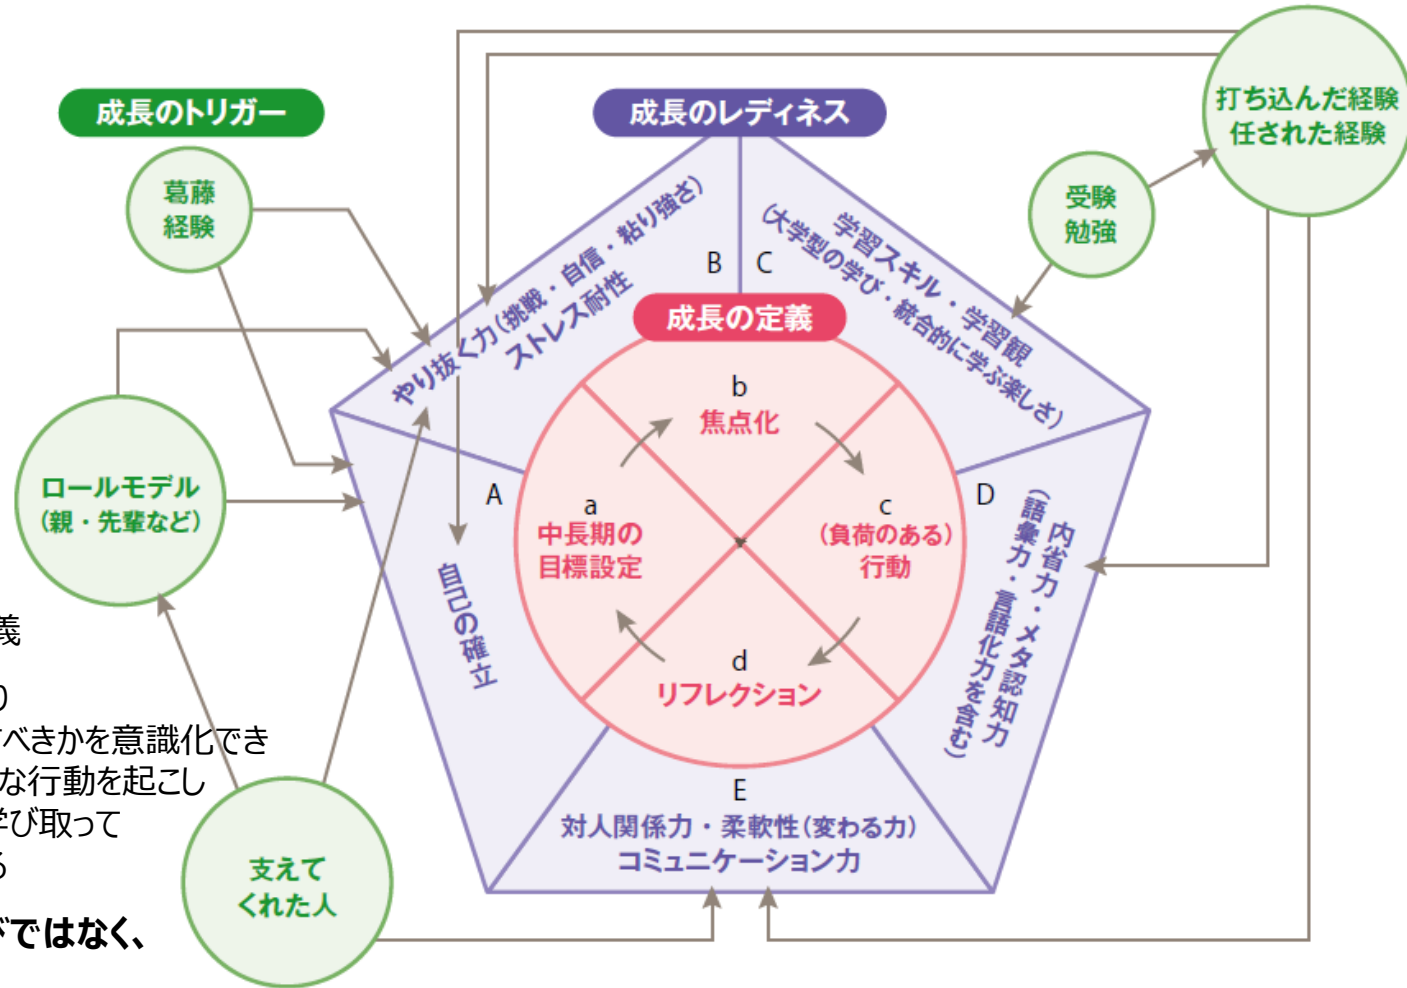 成長のトリガー
成長のレディネス
打ち込んだ経験
任された経験
葛藤
経験
受験
勉強
やり抜く力(挑戦・自信・粘り強さ)
ストレス耐性
B
C
学習スキル・学習観
(大学型の学び・統合的に学ぶ楽しさ)
成長の定義
b
焦点化
ロールモデル
(親・先輩など)
A
a
中長期の
目標設定
c
(負荷のある)
行動
D
内省力・メタ認知力
(語彙力・言語化力を含む)
自己の確立
d
リフレクション
E
対人関係力・柔軟性(変わる力)
コミュニケーション力
支えて
くれた人
義
り
べきかを意識化でき
な行動を起こし
学び取って
る
びではなく、